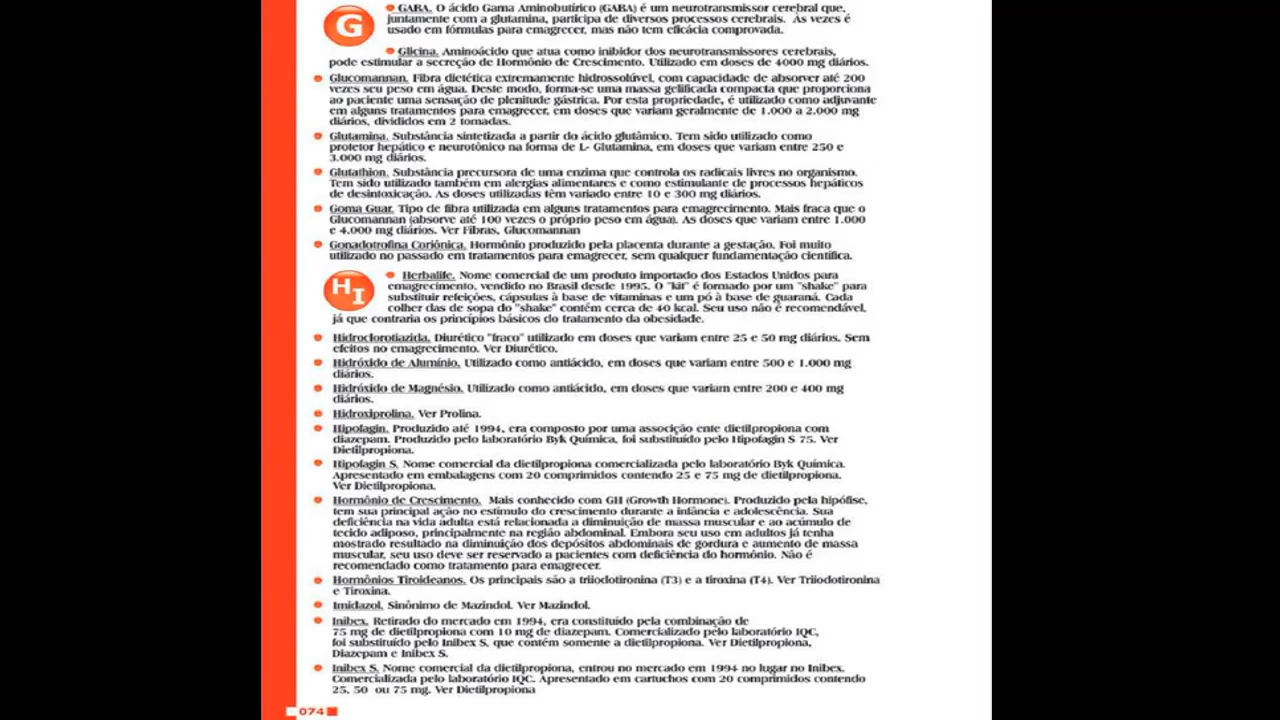 G
GABA. O ácido Gama Aminobutírico (GABA) é um neurotransmissor cerebral que,
juntamente com a glutamina, participa de diversos processos cerebrais. Às vezes é
usado em fórmulas para emagrecer, mas não tem eficácia comprovada.
Glicina. Aminoácido que atua como inibidor dos neurotransmissores cerebrais,
pode estimular a secreção de Hormônio de Crescimento. Utilizado em doses de 4000 mg diários.
Glucomannan. Fibra dietética extremamente hidrossolúvel, com capacidade de absorver até 200
vezes seu peso em água. Deste modo, forma-se uma massa gelificada compacta que proporciona
ao paciente uma sensação de plenitude gástrica. Por esta propriedade, é utilizado como adjuvante
em alguns tratamentos para emagrecer, em doses que variam geralmente de 1.000 a 2.000 mg
diários, divididos em 2 tomadas.
Glutamina. Substância sintetizada a partir do ácido glutâmico. Tem sido utilizado como
protetor hepático e neurotônico na forma de L- Glutamina, em doses que variam entre 250 e
3.000 mg diários.
Glutathion. Substância precursora de uma enzima que controla os radicais livres no organismo.
Tem sido utilizado também em alergias alimentares e como estimulante de processos hepáticos
de desintoxicação. As doses utilizadas têm variado entre 10 e 300 mg diários.
Goma Guar. Tipo de fibra utilizada em alguns tratamentos para emagrecimento. Mais fraca que o
Glucomannan (absorve até 100 vezes o próprio peso em água). As doses que variam entre 1.000
e 4.000 mg diários. Ver Fibras, Glucomannan
Gonadotrofina Coriônica. Hormônio produzido pela placenta durante a gestação. Foi muito
utilizado no passado em tratamentos para emagrecer, sem qualquer fundamentação científica.
HI
Herbalife. Nome comercial de um produto importado dos Estados Unidos para
emagrecimento, vendido no Brasil desde 1995. O "kit" é formado por um "shake" para
substituir refeições, cápsulas à base de vitaminas e um pó à base de guaraná. Cada
colher das de sopa do "shake" contém cerca de 40 kcal. Seu uso não é recomendável,
já que contraria os princípios básicos do tratamento da obesidade.
Hidroclorotiazida. Diurético "fraco" utilizado em doses que variam entre 25 e 50 mg diários. Sem
efeitos no emagrecimento. Ver Diurético.
Hidróxido de Alumínio. Utilizado como antiácido, em doses que variam entre 500 e 1.000 mg
diários.
Hidróxido de Magnésio. Utilizado como antiácido, em doses que variam entre 200 e 400 mg
diários.
Hidroxiprolina. Ver Prolina.
Hipofagin. Produzido até 1994, era composto por uma associção ente dietilpropiona com
diazepam. Produzido pelo laboratório Byk Química, foi substituído pelo Hipofagin S 75. Ver
Dietilpropiona.
Hipofagin S. Nome comercial da dietilpropiona comercializada pelo laboratório Byk Química.
Apresentado em embalagens com 20 comprimidos contendo 25 e 75 mg de dietilpropiona.
Ver Dietilpropiona.
Hormônio de Crescimento. Mais conhecido com GH (Growth Hormone). Produzido pela hipófise,
tem sua principal ação no estímulo do crescimento durante a infância e adolescência. Sua
deficiência na vida adulta está relacionada a diminuição de massa muscular e ao acúmulo de
tecido adiposo, principalmente na região abdominal. Embora seu uso em adultos já tenha
mostrado resultado na diminuição dos depósitos abdominais de gordura e aumento de massa
muscular, seu uso deve ser reservado a pacientes com deficiência do hormônio. Não é
recomendado como tratamento para emagrecer.
Hormônios Tiroideanos. Os principais são a triiodotironina (T3) e a tiroxina (T4). Ver Triiodotironina
e Tiroxina.
Imidazol. Sinônimo de Mazindol. Ver Mazindol.
Inibex. Retirado do mercado em 1994, era constituído pela combinação de
75 mg de dietilpropiona com 10 mg de diazepam. Comercializado pelo laboratório IQC,
foi substituído pelo Inibex S, que contém somente a dietilpropiona. Ver Dietilpropiona,
Diazepam e Inibex S.
Inibex S. Nome comercial da dietilpropiona, entrou no mercado em 1994 no lugar no Inibex.
Comercializada pelo laboratório IQC. Apresentado em cartuchos com 20 comprimidos contendo
25, 50 ou 75 mg. Ver Dietilpropiona
074